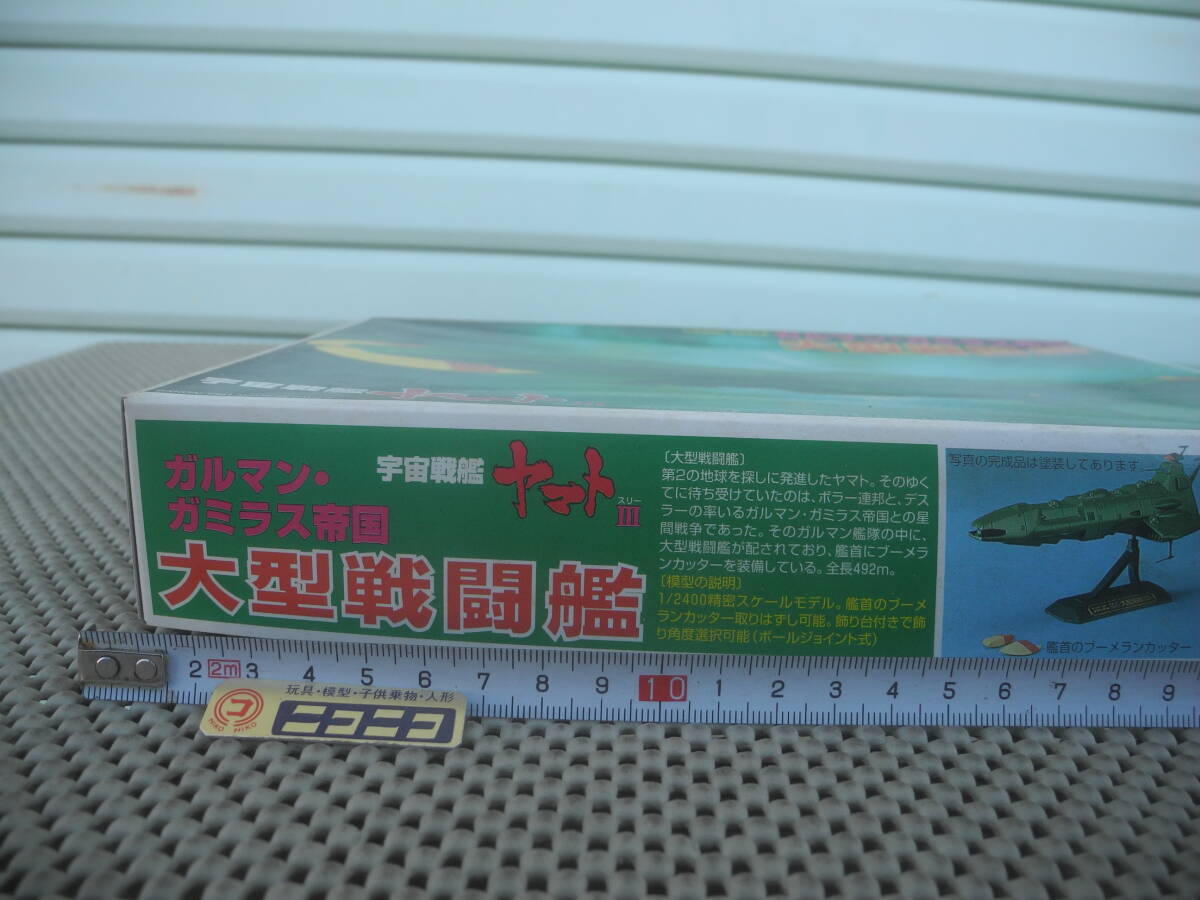 宇宙戦艦ヤマト
ガルマン・
ガミラス帝国
大型戦闘艦
宇宙戦艦
ヤマト
スリー
III
〔大型戦闘艦〕
第2の地球を探しに発進したヤマト。そのゆく
てに待ち受けていたのは、ボラー連邦と、デス
ラーの率いるガルマン・ガミラス帝国との星
間戦争であった。そのガルマン艦隊の中に、
大型戦闘艦が配されており、艦首にブーメラ
ンカッターを装備している。全長492m。
〔模型の説明〕
1/2400精密スケールモデル。艦首のブーメ
ランカッター取りはずし可能。飾り台付きで飾
り角度選択可能(ボールジョイント式)
写真の完成品は塗装してあります。
艦首のブーメランカッター
2 2m 3 4 5 6 7 8 9 10 1 2 3 4 5 6 7 8 9
玩具・模型・子供乗物・人形
ニコニコ
コ
NIKO NIKO